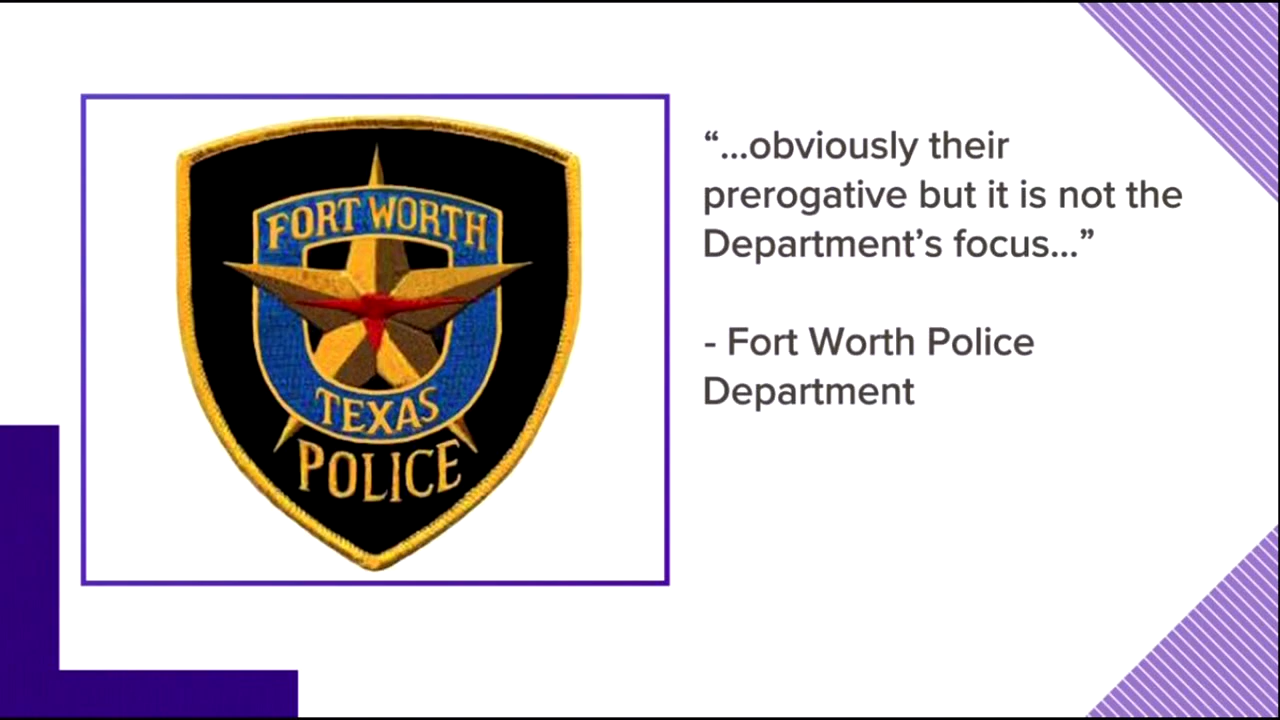 FORT WORTH
TEXAS
POLICE
“...obviously their
prerogative but it is not the
Department’s focus...”
- Fort Worth Police
Department